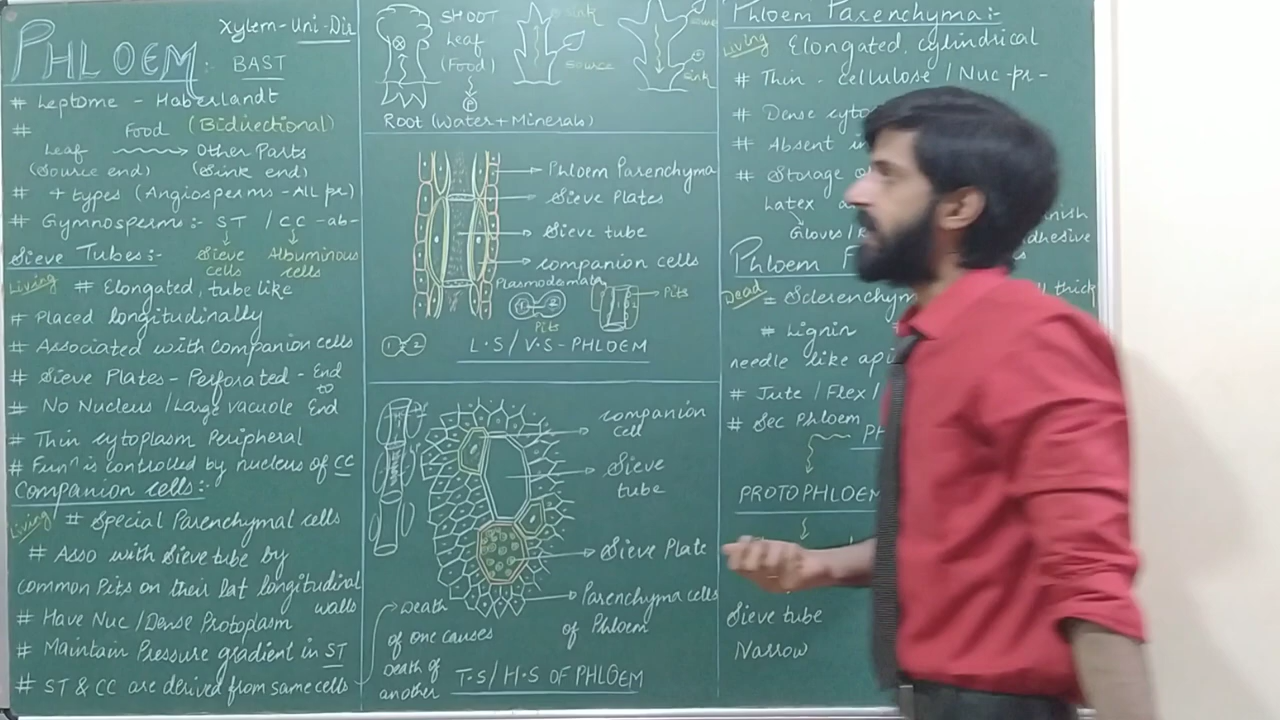 Xylem - Uni - Dir
PHLOEM :- BAST
# Leptome - Haberlandt
# Food (Bidirectional)
Leaf → Other Parts
(Source end) (Sink end)
# 4 types (Angiosperms - All pr)
# Gymnosperms :- ST / CC - ab -
Sieve cells Albuminous cells
Sieve Tubes :-
Living # Elongated, tube like
# Placed longitudinally
# Associated with companion cells
# Sieve Plates - Perforated - End to End
# No Nucleus / Large vacuole
# Thin cytoplasm Peripheral
# Funⁿ is controlled by nucleus of CC
Companion cells :-
Living # Special Parenchymal cells
# Asso with Sieve tube by
common Pits on their lat longitudinal
walls
# Have Nuc / Dense Protoplasm
# Maintain Pressure gradient in ST
# ST & CC are derived from same cells
→ Death
of one causes
Death of
another
SHOOT
Leaf
(Food)
P
Root (Water + Minerals)
sink
source
sink
Phloem Parenchyma
Sieve Plates
Sieve tube
companion cells
Plasmodesmata
1 2
Pits
Pits
1 2
L.S / V.S - PHLOEM
companion
cell
Sieve
tube
Sieve Plate
Parenchyma cells
of Phloem
T.S / H.S OF PHLOEM
Phloem Parenchyma :-
Living Elongated, cylindrical
# Thin - cellulose / Nuc - pr -
# Dense
# Absent
# Storage
Latex
Gloves /
Phloem
Dead = 
thick
# Lignin
needle like
# Jute / Flex /
# Sec Phloem
Sieve tube
Narrow